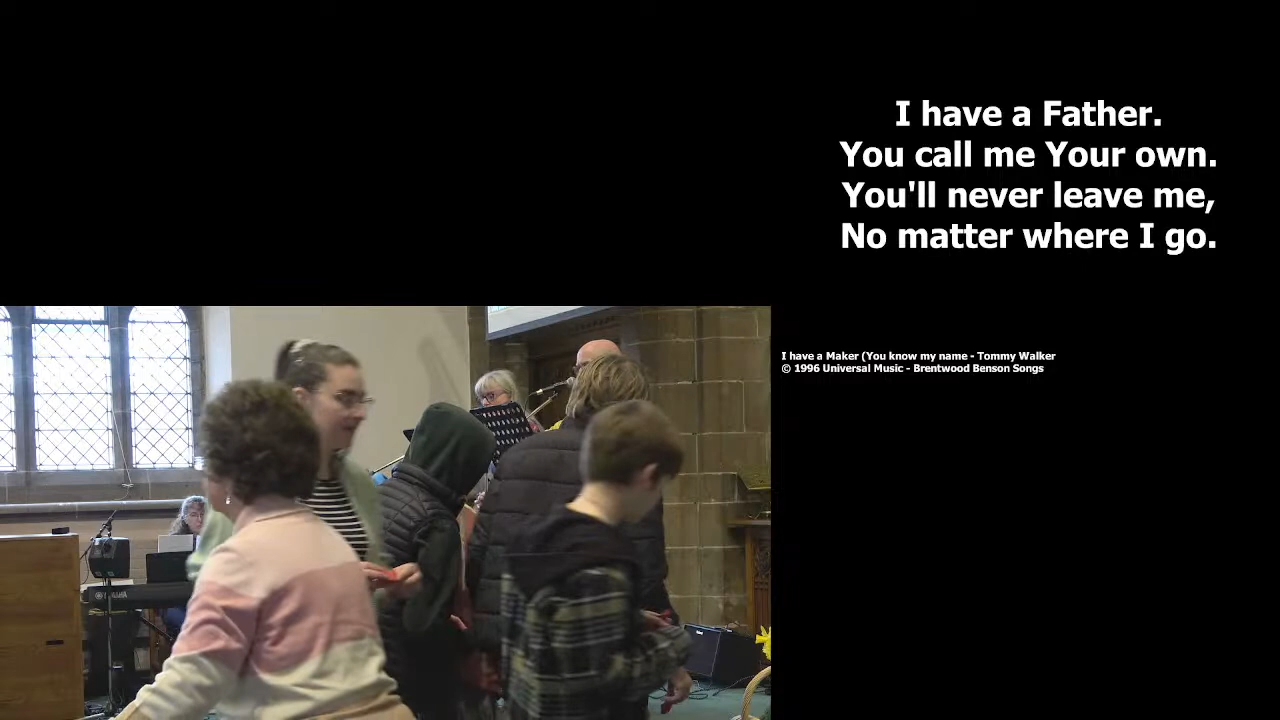 I have a Father.
You call me Your own.
You'll never leave me,
No matter where I go.
I have a Maker (You know my name - Tommy Walker
© 1996 Universal Music - Brentwood Benson Songs
YAMAHA